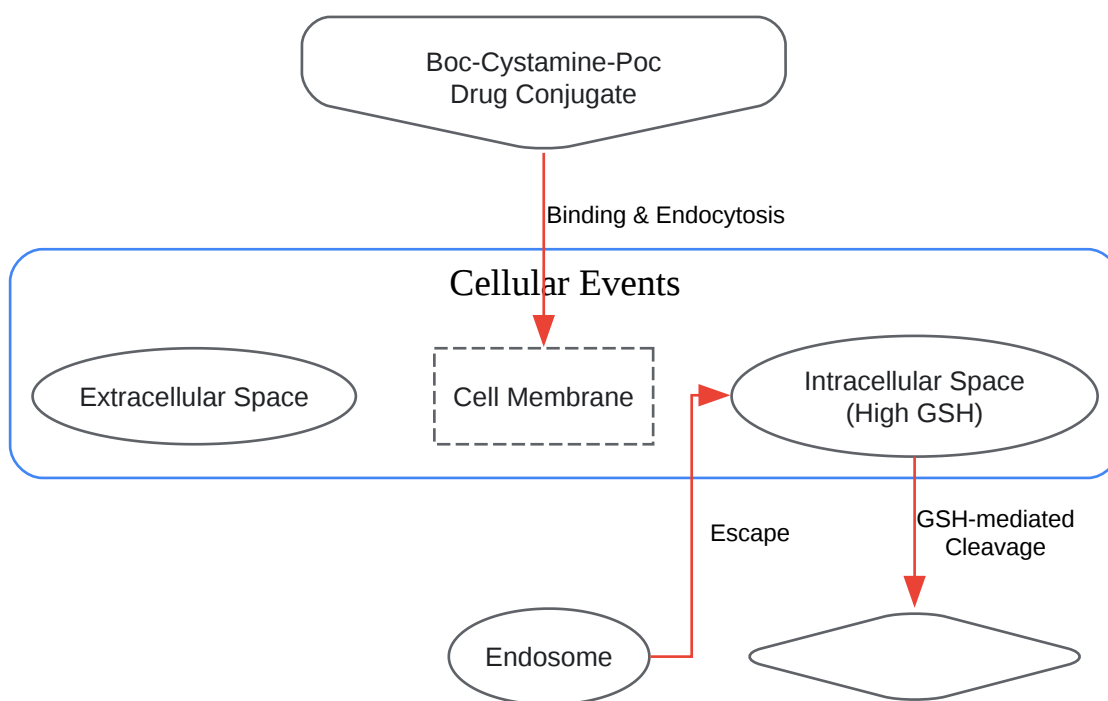 Boc-Cystamine-Poc
Drug Conjugate
Binding & Endocytosis
Cellular Events
Extracellular Space
Cell Membrane
Intracellular Space
(High GSH)
Escape
GSH-mediated
Cleavage
Endosome